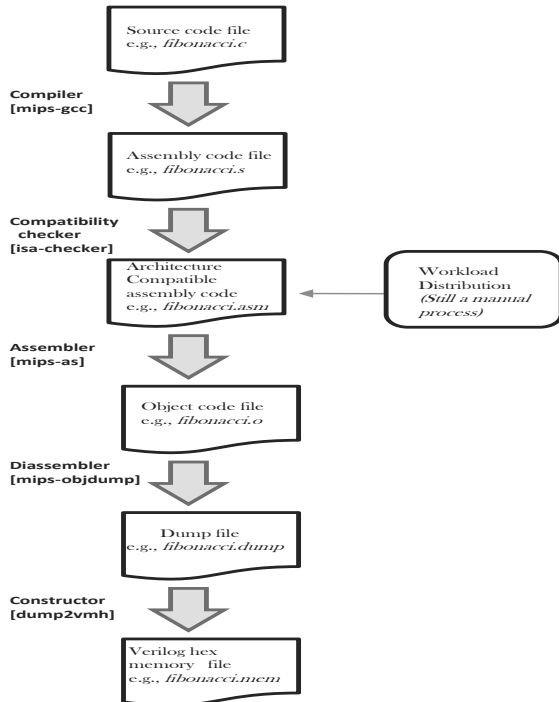 Source code file
e.g., fibonacci.c
Compiler
[mips-gcc]
Assembly code file
e.g., fibonacci.s
Compatibility
checker
[isa-checker]
Architecture
Compatible
assembly code
e.g., fibonacci.asm
Workload
Distribution
(Still a manual
process)
Assembler
[mips-as]
Object code file
e.g., fibonacci.o
Diassembler
[mips-objdump]
Dump file
e.g., fibonacci.dump
Constructor
[dump2vmh]
Verilog hex
memory file
e.g., fibonacci.mem